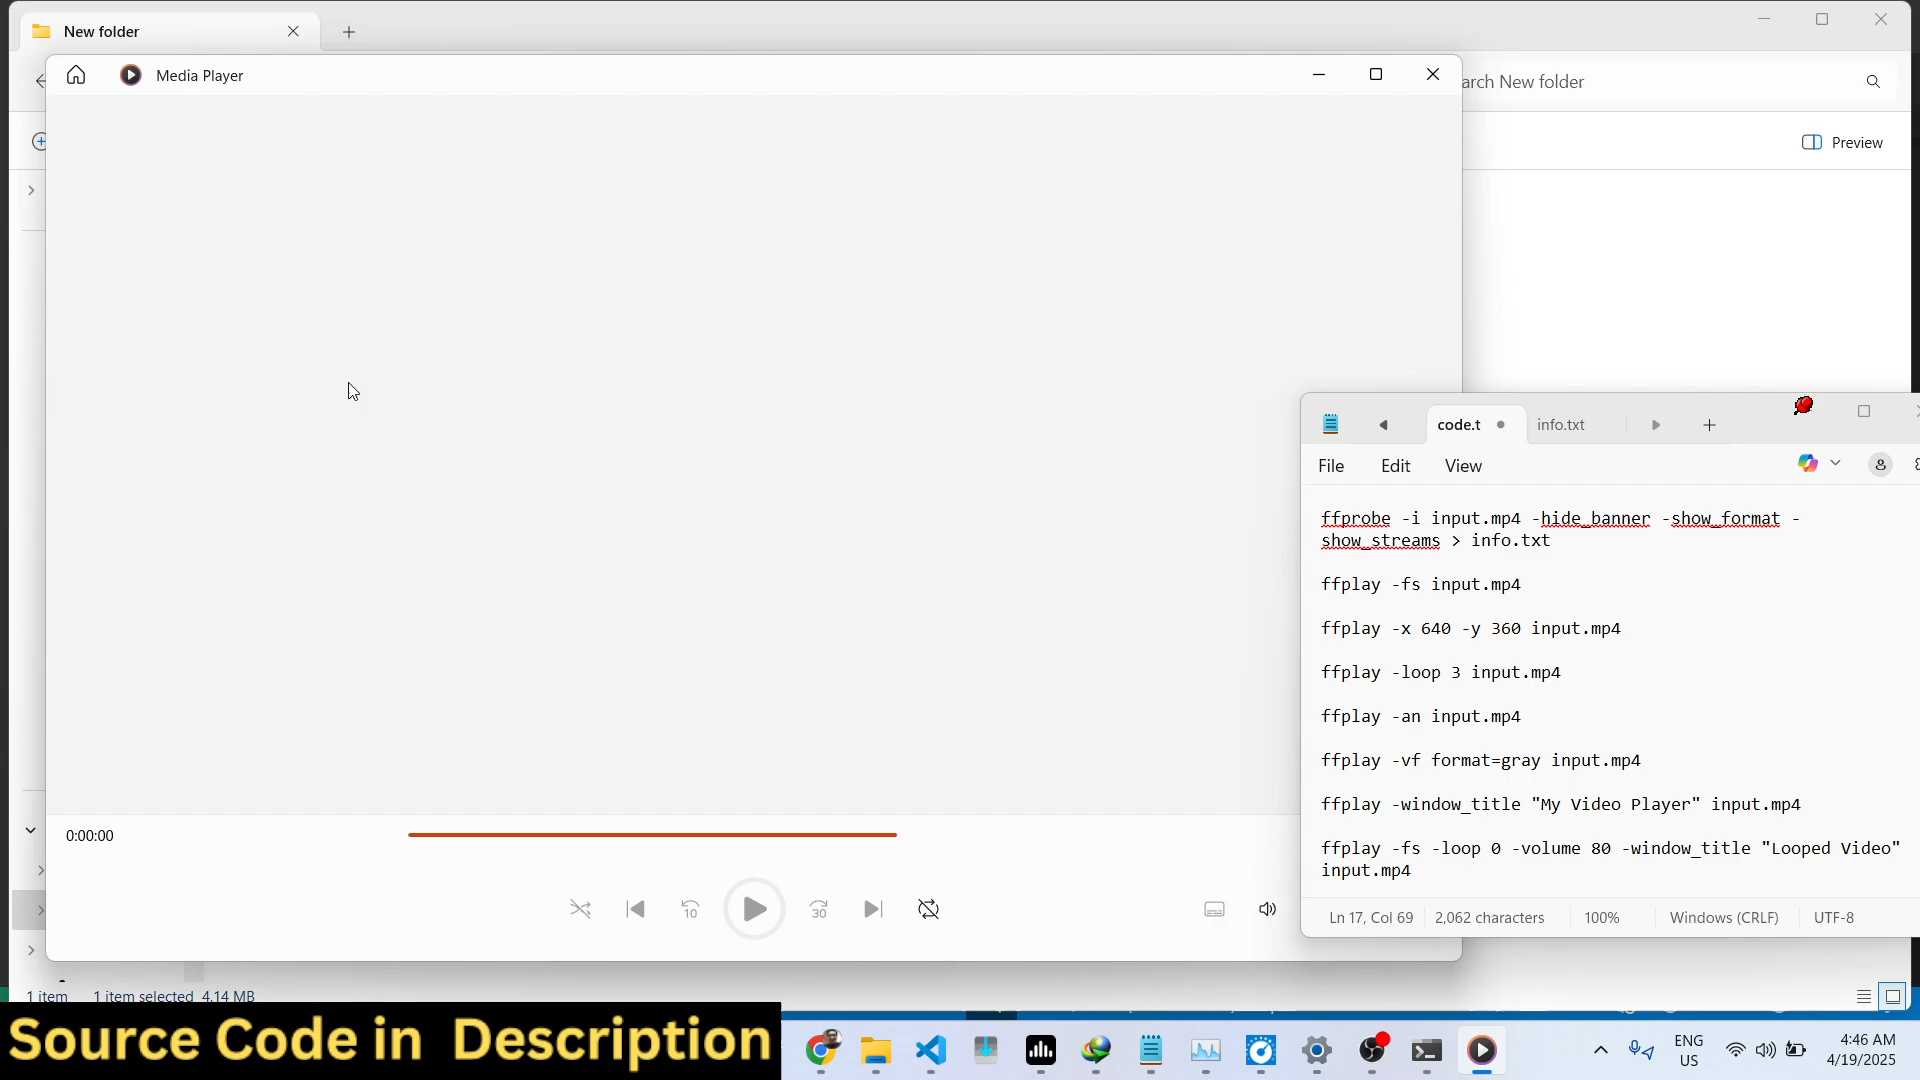 New folder
Media Player
arch New folder
Preview
code.t
info.txt
File
Edit
View
ffprobe -i input.mp4 -hide_banner -show_format -
show_streams > info.txt
ffplay -fs input.mp4
ffplay -x 640 -y 360 input.mp4
ffplay -loop 3 input.mp4
ffplay -an input.mp4
ffplay -vf format=gray input.mp4
ffplay -window_title "My Video Player" input.mp4
ffplay -fs -loop 0 -volume 80 -window_title "Looped Video"
input.mp4
0:00:00
10
30
Ln 17, Col 69
2,062 characters
100%
Windows (CRLF)
UTF-8
1 item
1 item selected 4.14 MB
Source Code in Description
ENG
US
4:46 AM
4/19/2025